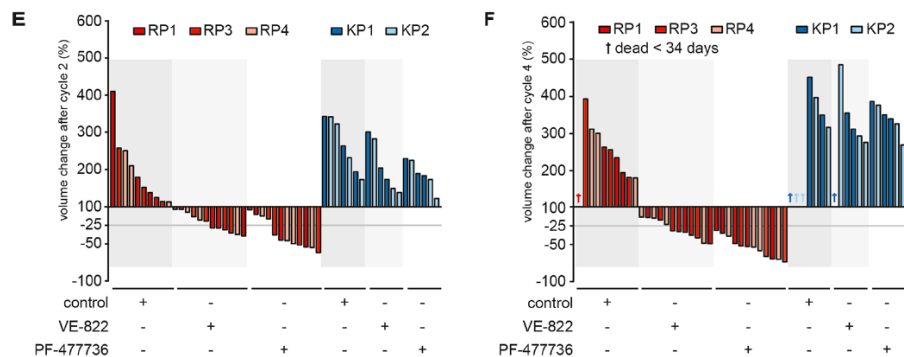 E
RP1 RP3 RP4 KP1 KP2
volume change after cycle 2 (%)
600
400
300
200
100
-25
-50
-100
control + - - + - -
VE-822 - + - - + -
PF-477736 - - + - - +
F
RP1 RP3 RP4 KP1 KP2
† dead < 34 days
volume change after cycle 4 (%)
600
500
400
300
200
100
-25
-50
-100
† † † † †
control + - - + - -
VE-822 - + - - + -
PF-477736 - - + - - +